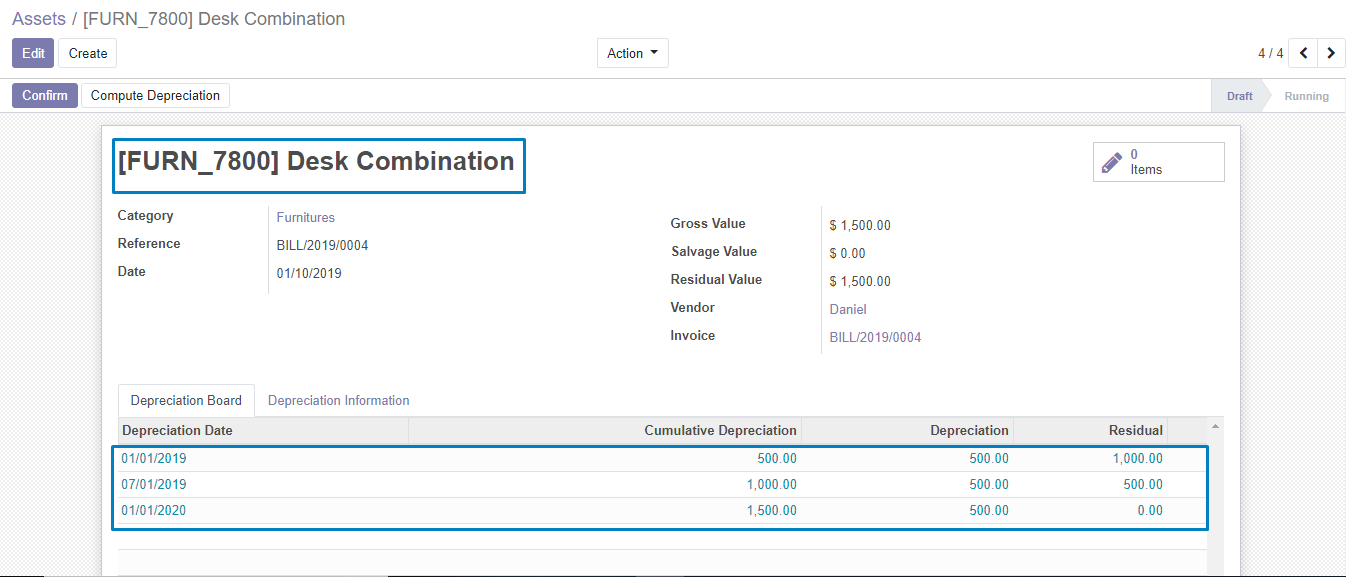 Assets / [FURN_7800] Desk Combination
Edit Create Action 4 / 4
Confirm Compute Depreciation Draft Running
[FURN_7800] Desk Combination
0
Items
Category Furnitures
Reference BILL/2019/0004
Date 01/10/2019
Gross Value $ 1,500.00
Salvage Value $ 0.00
Residual Value $ 1,500.00
Vendor Daniel
Invoice BILL/2019/0004
Depreciation Board Depreciation Information
Depreciation Date Cumulative Depreciation Depreciation Residual
01/01/2019 500.00 500.00 1,000.00
07/01/2019 1,000.00 500.00 500.00
01/01/2020 1,500.00 500.00 0.00